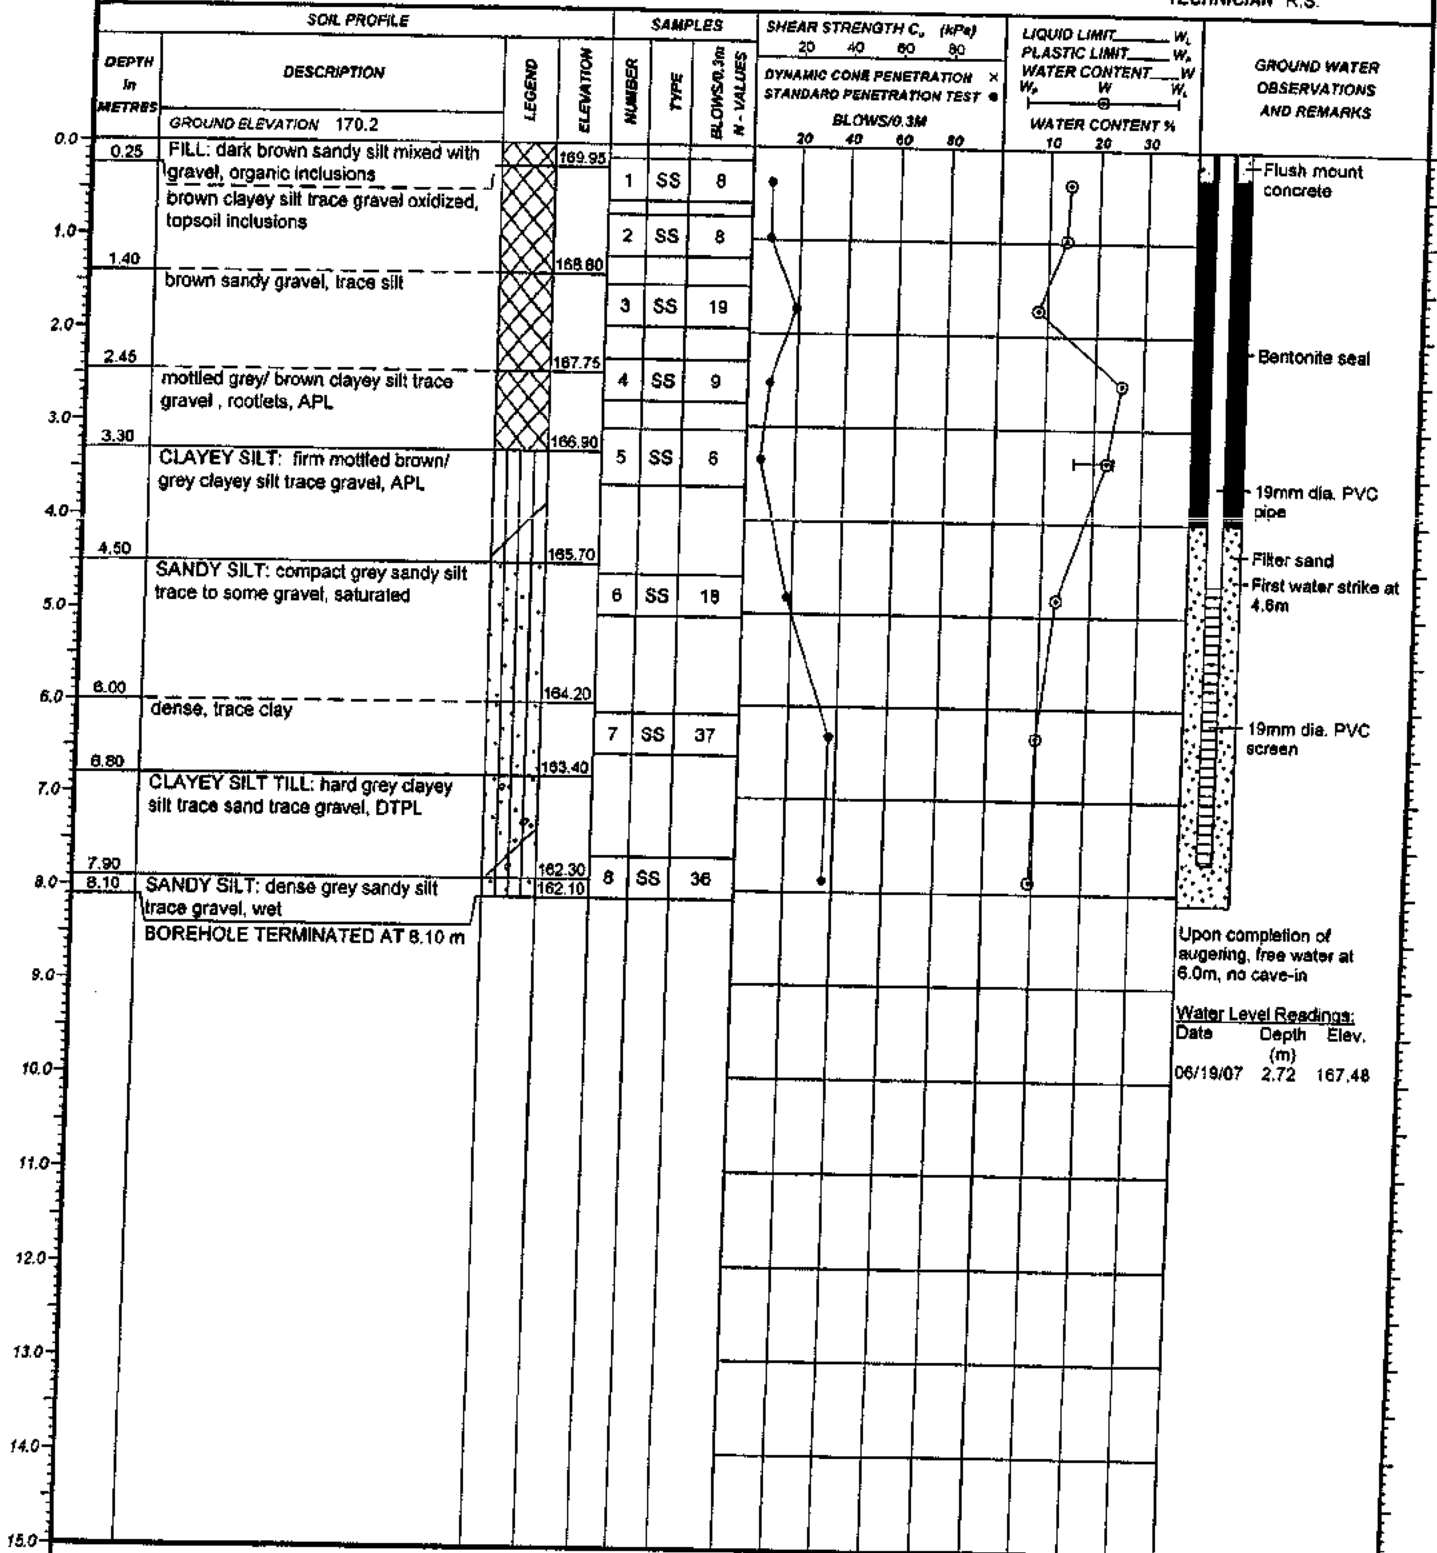 TECHNICIAN R.S.
SOIL PROFILE
SAMPLES
SHEAR STRENGTH Cu (kPa)
20 40 60 80
LIQUID LIMIT WL
PLASTIC LIMIT WP
WATER CONTENT W
WP W WL
WATER CONTENT %
10 20 30
GROUND WATER
OBSERVATIONS
AND REMARKS
DEPTH
in
METRES
DESCRIPTION
LEGEND
ELEVATION
NUMBER
TYPE
BLOWS/0.3m
N - VALUES
DYNAMIC CONE PENETRATION ×
STANDARD PENETRATION TEST ●
BLOWS/0.3M
20 40 60 80
GROUND ELEVATION 170.2
0.0
0.25 FILL: dark brown sandy silt mixed with 169.95
gravel, organic inclusions
1 SS 8
Flush mount
concrete
brown clayey silt trace gravel oxidized,
topsoil inclusions
1.0
2 SS 8
1.40 168.80
brown sandy gravel, trace silt
3 SS 19
2.0
2.45 167.75
Bentonite seal
mottled grey/ brown clayey silt trace
gravel , rootlets, APL
4 SS 9
3.0
3.30 166.90
CLAYEY SILT: firm mottled brown/
grey clayey silt trace gravel, APL
5 SS 6
19mm dia. PVC
pipe
4.0
4.50 165.70
Filter sand
SANDY SILT: compact grey sandy silt
trace to some gravel, saturated
6 SS 18
First water strike at
4.6m
5.0
6.0
6.00 164.20
dense, trace clay
7 SS 37
19mm dia. PVC
screen
6.80 163.40
7.0
CLAYEY SILT TILL: hard grey clayey
silt trace sand trace gravel, DTPL
7.90 162.30
8.0
8.10 162.10
8 SS 36
SANDY SILT: dense grey sandy silt
trace gravel, wet
BOREHOLE TERMINATED AT 8.10 m
Upon completion of
augering, free water at
6.0m, no cave-in
9.0
Water Level Readings:
Date Depth Elev.
(m)
06/19/07 2.72 167.48
10.0
11.0
12.0
13.0
14.0
15.0